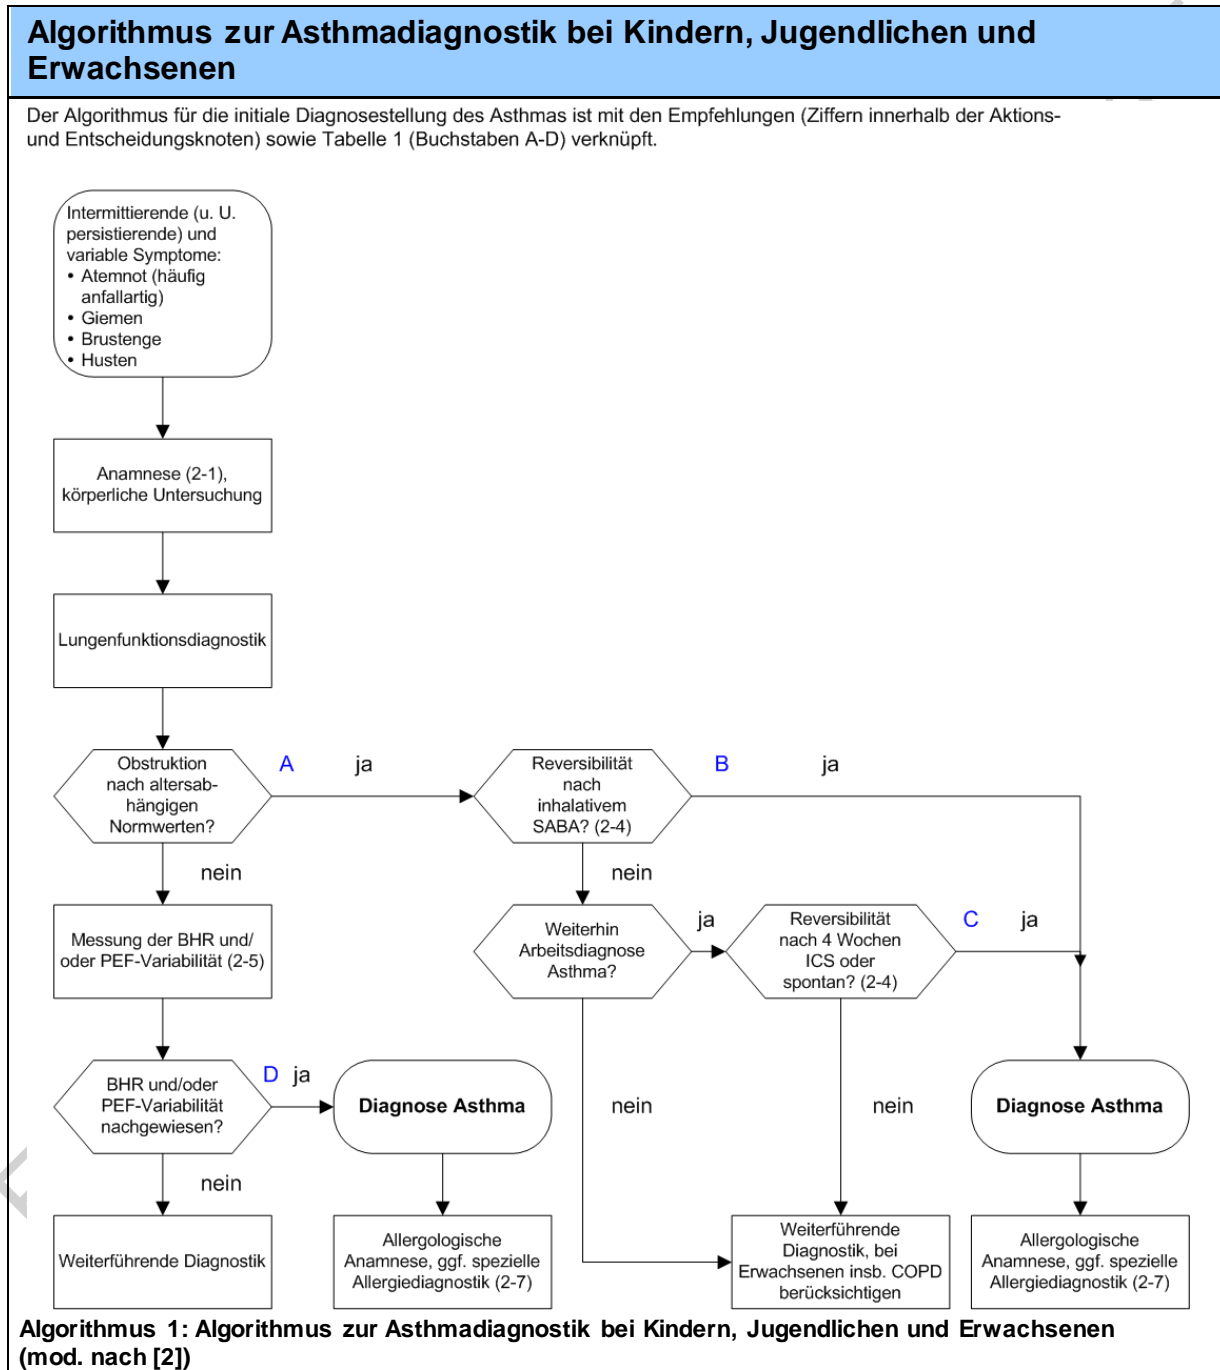 Algorithmus zur Asthmadiagnostik bei Kindern, Jugendlichen und
Erwachsenen
Der Algorithmus für die initiale Diagnosestellung des Asthmas ist mit den Empfehlungen (Ziffern innerhalb der Aktions-
und Entscheidungsknoten) sowie Tabelle 1 (Buchstaben A-D) verknüpft.
Intermittierende (u. U.
persistierende) und
variable Symptome:
• Atemnot (häufig
anfallartig)
• Giemen
• Brustenge
• Husten
Anamnese (2-1),
körperliche Untersuchung
Lungenfunktionsdiagnostik
Obstruktion
nach altersab-
hängigen
Normwerten?
A ja
Reversibilität
nach
inhalativem
SABA? (2-4)
B ja
nein
nein
Messung der BHR und/
oder PEF-Variabilität (2-5)
Weiterhin
Arbeitsdiagnose
Asthma?
ja
Reversibilität
nach 4 Wochen
ICS oder
spontan? (2-4)
C ja
BHR und/oder
PEF-Variabilität
nachgewiesen?
D ja
Diagnose Asthma
nein
nein
Diagnose Asthma
nein
Weiterführende Diagnostik
Allergologische
Anamnese, ggf. spezielle
Allergiediagnostik (2-7)
Weiterführende
Diagnostik, bei
Erwachsenen insb. COPD
berücksichtigen
Allergologische
Anamnese, ggf. spezielle
Allergiediagnostik (2-7)
Algorithmus 1: Algorithmus zur Asthmadiagnostik bei Kindern, Jugendlichen und Erwachsenen
(mod. nach [2])